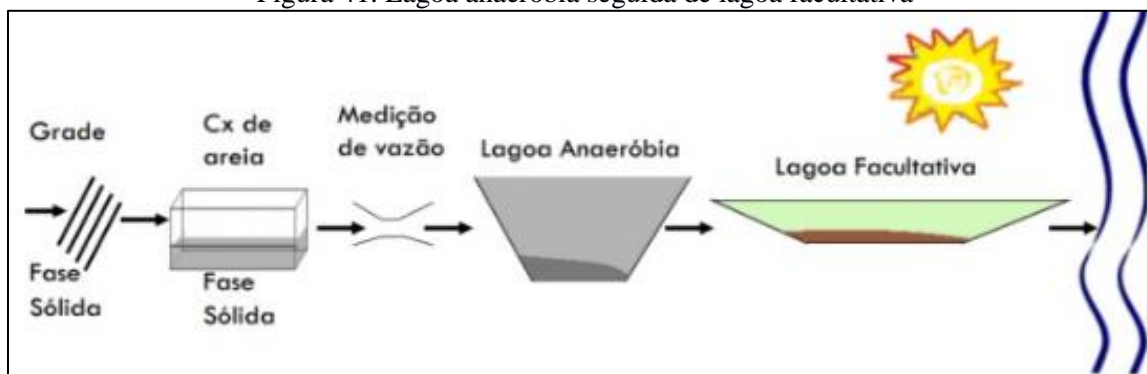 Figura 41: Lagoa anaeróbia seguida de lagoa facultativa
Grade
Cx de
areia
Medição
de vazão
Lagoa Anaeróbia
Lagoa Facultativa
Fase
Sólida
Fase
Sólida